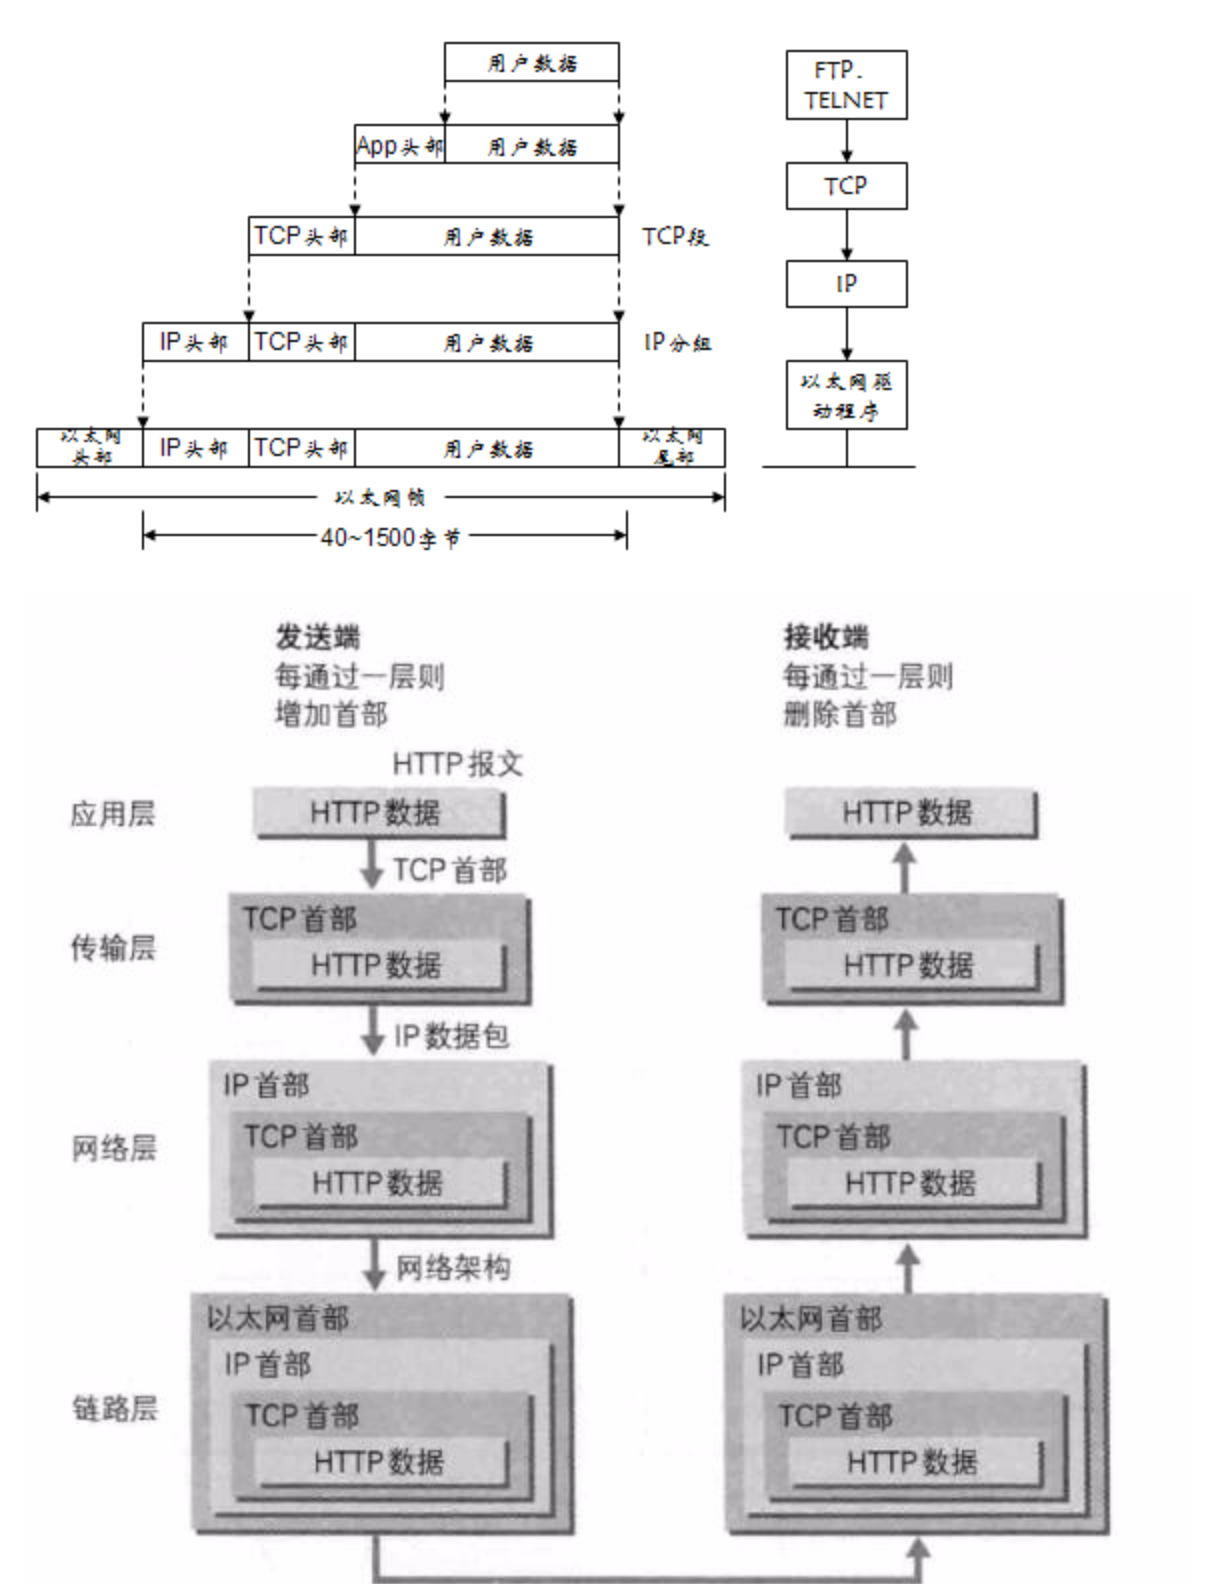 用户数据
App头部 用户数据
TCP头部 用户数据 TCP段
IP头部 TCP头部 用户数据 IP分组
以太网
头部
IP头部 TCP头部 用户数据
以太网
尾部
以太网帧
40~1500字节
FTP.
TELNET
TCP
IP
以太网驱
动程序
发送端
每通过一层则
增加首部
接收端
每通过一层则
删除首部
HTTP报文
应用层
HTTP数据
HTTP数据
TCP首部
传输层
TCP首部
HTTP数据
TCP首部
HTTP数据
IP数据包
网络层
IP首部
TCP首部
HTTP数据
IP首部
TCP首部
HTTP数据
网络架构
链路层
以太网首部
IP首部
TCP首部
HTTP数据
以太网首部
IP首部
TCP首部
HTTP数据